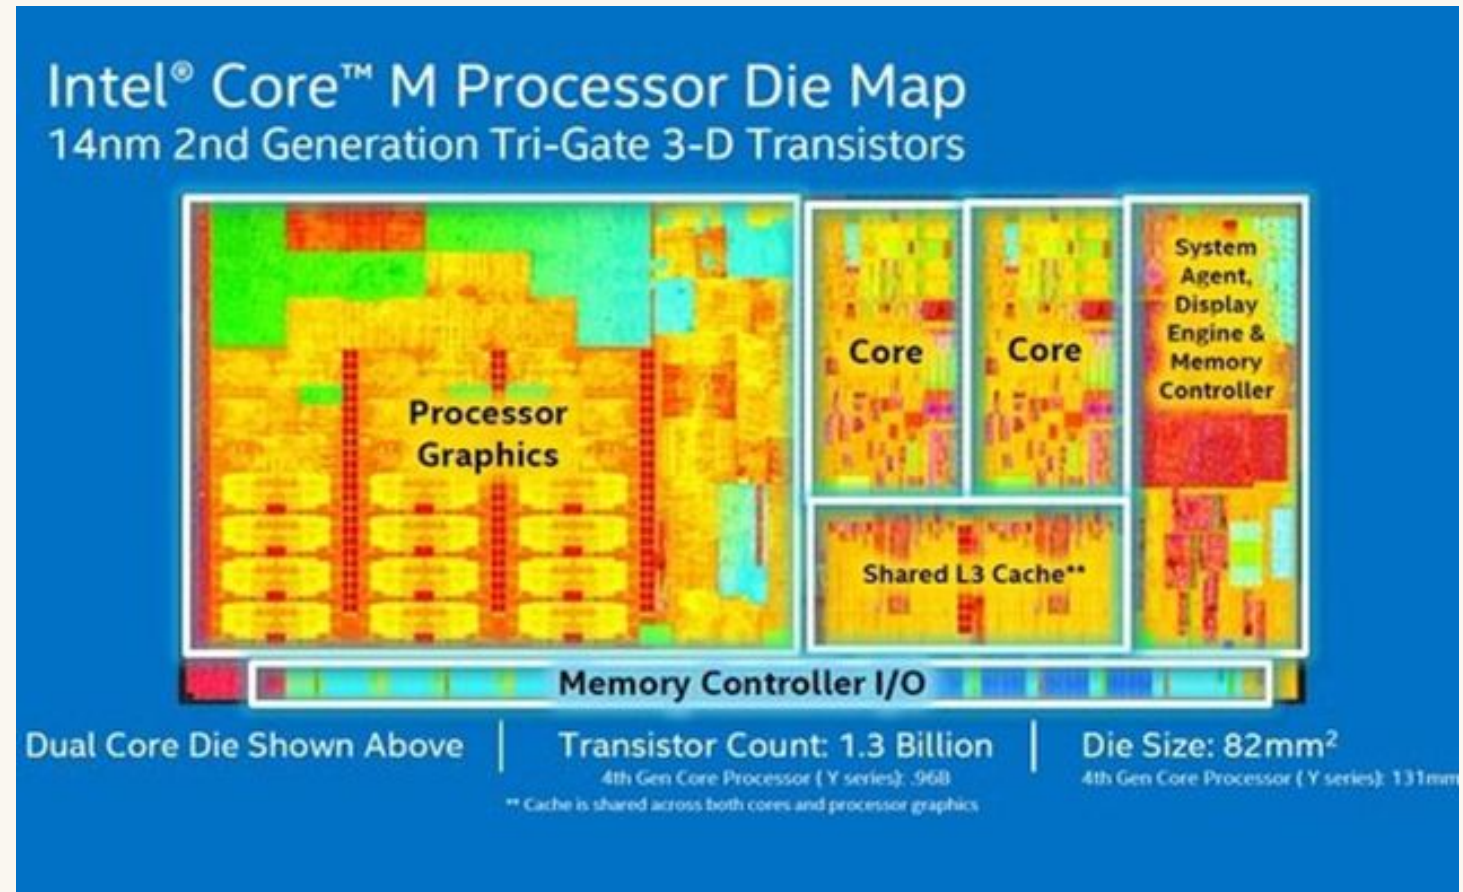 Intel® Core™ M Processor Die Map
14nm 2nd Generation Tri-Gate 3-D Transistors
Processor
Graphics
Core
Core
System
Agent,
Display
Engine &
Memory
Controller
Shared L3 Cache**
Memory Controller I/O
Dual Core Die Shown Above
Transistor Count: 1.3 Billion
4th Gen Core Processor ( Y series): .96B
** Cache is shared across both cores and processor graphics
Die Size: 82mm²
4th Gen Core Processor ( Y series): 131mm